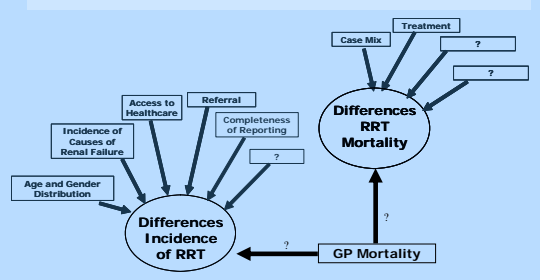 Treatment
Case Mix
?
?
Differences
RRT
Mortality
Access to
Healthcare
Referral
Completeness
of Reporting
Incidence of
Causes of
Renal Failure
?
Age and Gender
Distribution
Differences
Incidence
of RRT
?
?
GP Mortality